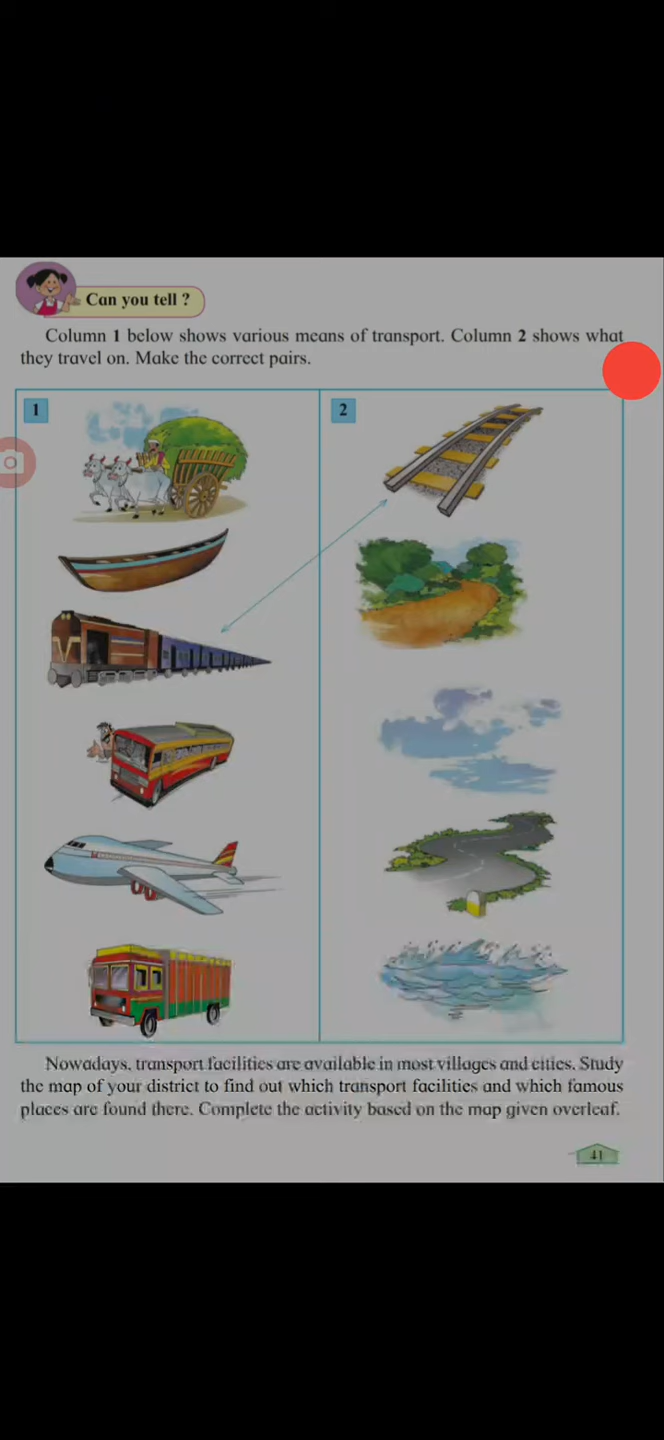 Can you tell ?
Column 1 below shows various means of transport. Column 2 shows what
they travel on. Make the correct pairs.
1
2
Nowadays, transport facilities are available in most villages and cities. Study
the map of your district to find out which transport facilities and which famous
places are found there. Complete the activity based on the map given overleaf.
41